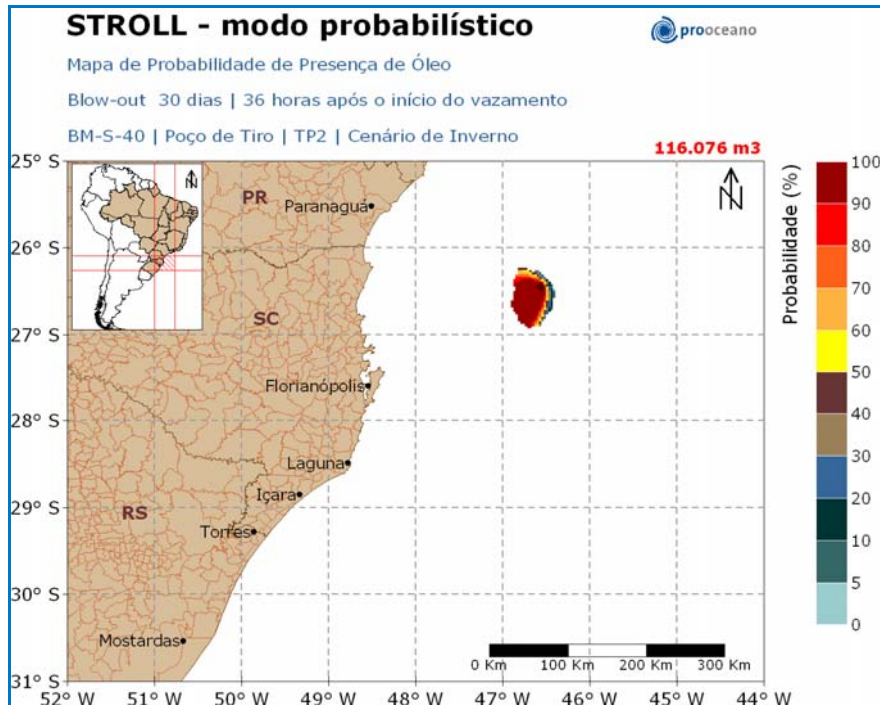 STROLL - modo probabilístico
prooceano
Mapa de Probabilidade de Presença de Óleo
Blow-out 30 dias | 36 horas após o início do vazamento
BM-S-40 | Poço de Tiro | TP2 | Cenário de Inverno
116.076 m3
25° S
26° S
27° S
28° S
29° S
30° S
31° S
52 W
51 W
50 W
49 W
48 W
47 W
46 W
45 W
44 W
N
N
PR
Paranaguá
SC
Florianópolis
Laguna
Içara
RS
Torres
Mostardas
0 Km
100 Km
200 Km
300 Km
Probabilidade (%)
100
90
80
70
60
50
40
30
20
10
5
0